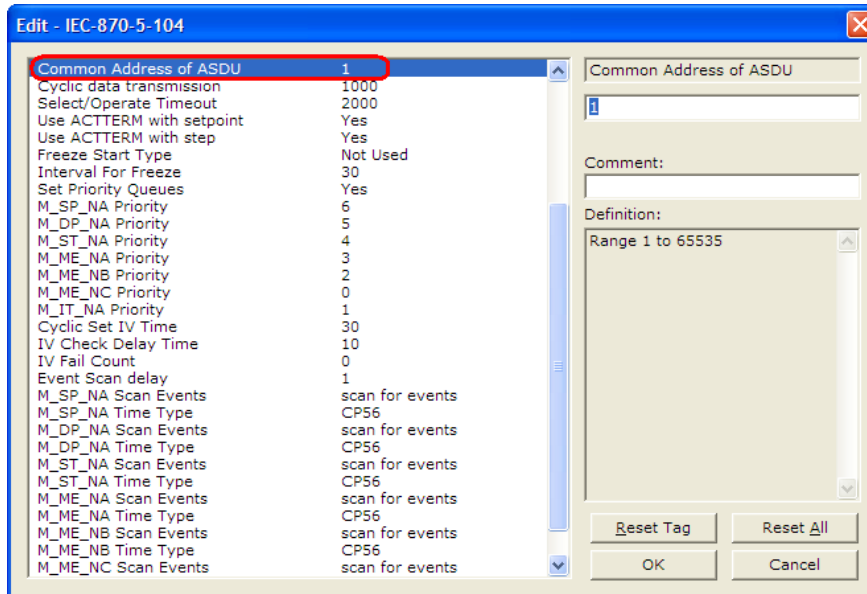 Edit - IEC-870-5-104
Common Address of ASDU 1
Cyclic data transmission 1000
Select/Operate Timeout 2000
Use ACTTERM with setpoint Yes
Use ACTTERM with step Yes
Freeze Start Type Not Used
Interval For Freeze 30
Set Priority Queues Yes
M_SP_NA Priority 6
M_DP_NA Priority 5
M_ST_NA Priority 4
M_ME_NA Priority 3
M_ME_NB Priority 2
M_ME_NC Priority 0
M_IT_NA Priority 1
Cyclic Set IV Time 30
IV Check Delay Time 10
IV Fail Count 0
Event Scan delay 1
M_SP_NA Scan Events scan for events
M_SP_NA Time Type CP56
M_DP_NA Scan Events scan for events
M_DP_NA Time Type CP56
M_ST_NA Scan Events scan for events
M_ST_NA Time Type CP56
M_ME_NA Scan Events scan for events
M_ME_NA Time Type CP56
M_ME_NB Scan Events scan for events
M_ME_NB Time Type CP56
M_ME_NC Scan Events scan for events
Common Address of ASDU
1
Comment:
Definition:
Range 1 to 65535
Reset Tag Reset All
OK Cancel